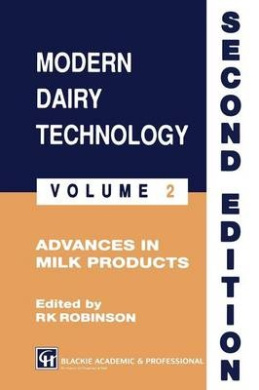 MODERN
DAIRY
TECHNOLOGY
VOLUME 2
ADVANCES IN
MILK PRODUCTS
Edited by
RK ROBINSON
BLACKIE ACADEMIC & PROFESSIONAL
SECOND EDITION